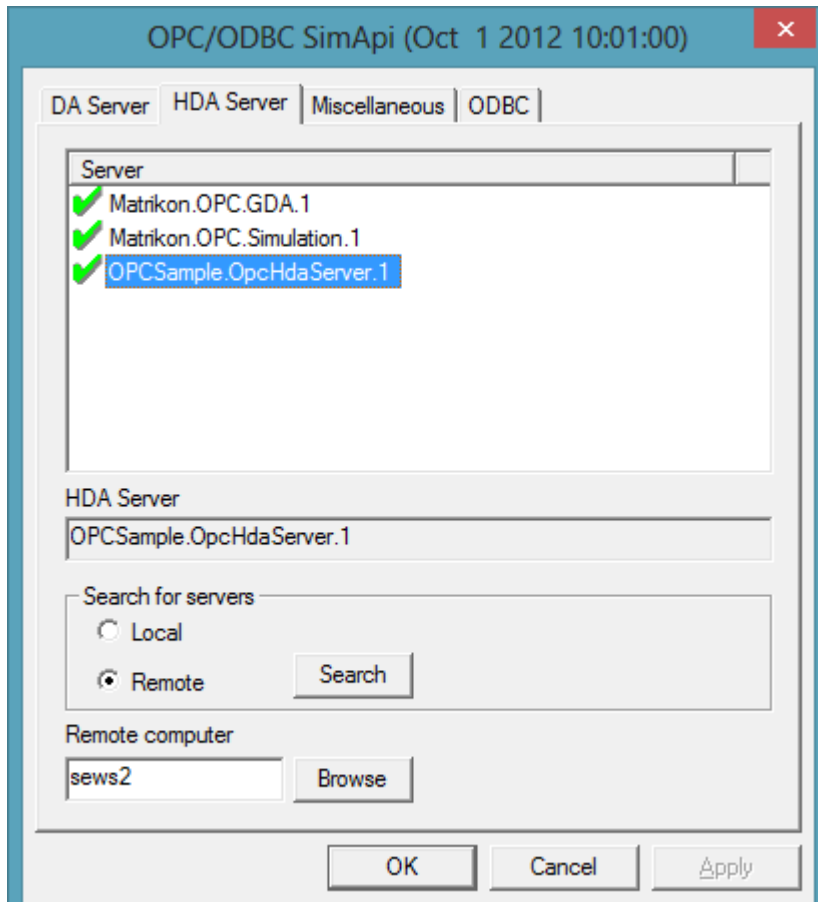 OPC/ODBC SimApi (Oct 1 2012 10:01:00)
DA Server HDA Server Miscellaneous ODBC
Server
Matrikon.OPC.GDA.1
Matrikon.OPC.Simulation.1
OPCSample.OpcHdaServer.1
HDA Server
OPCSample.OpcHdaServer.1
Search for servers
Local
Remote Search
Remote computer
sews2 Browse
OK Cancel Apply